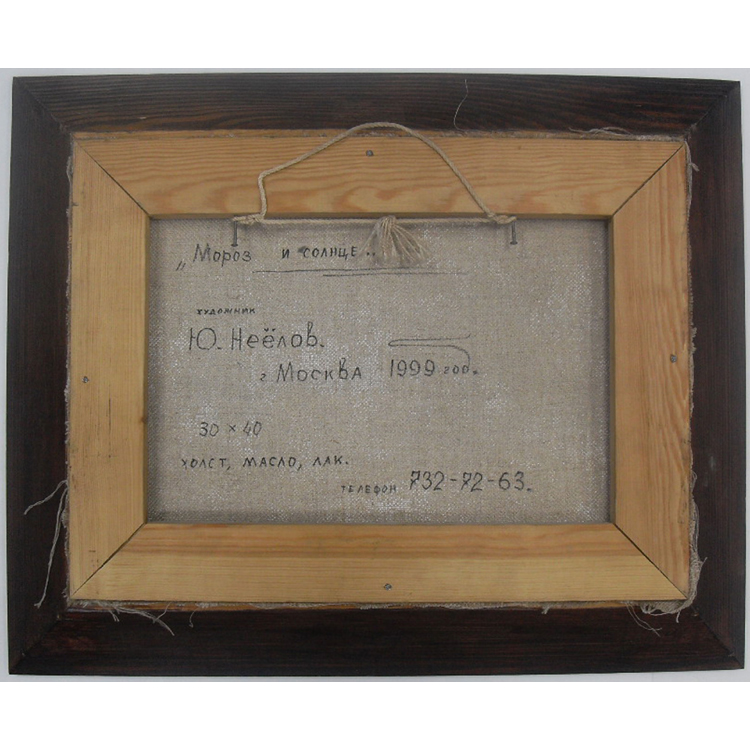 „Мороз и солнце"
художник
Ю. Неёлов.
г Москва 1999 год.
30 × 40
холст, масло, лак.
телефон 732-72-63.